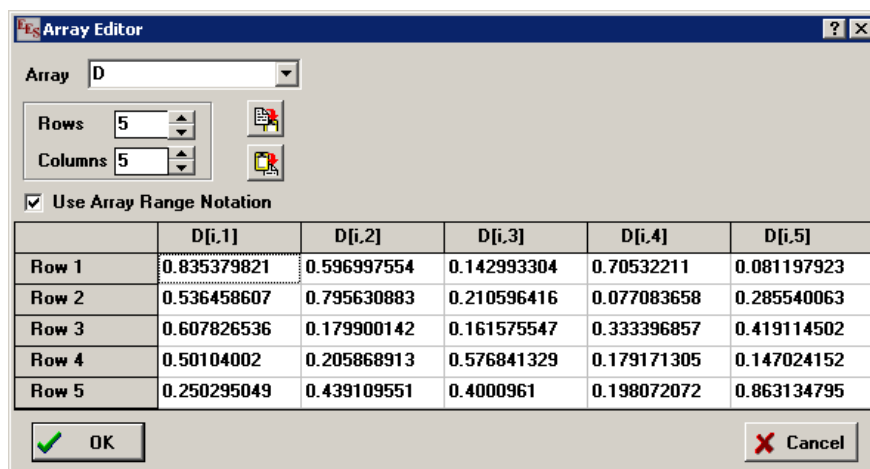 EES Array Editor ? X
Array D
Rows 5
Columns 5
Use Array Range Notation
D[i,1] D[i,2] D[i,3] D[i,4] D[i,5]
Row 1 0.835379821 0.596997554 0.142993304 0.70532211 0.081197923
Row 2 0.536458607 0.795630883 0.210596416 0.077083658 0.285540063
Row 3 0.607826536 0.179900142 0.161575547 0.333396857 0.419114502
Row 4 0.50104002 0.205868913 0.576841329 0.179171305 0.147024152
Row 5 0.250295049 0.439109551 0.4000961 0.198072072 0.863134795
OK Cancel